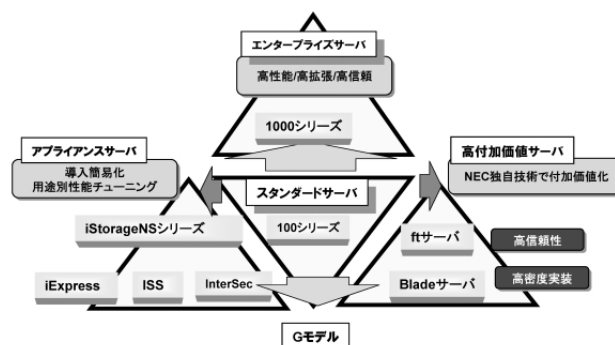 エンタープライズサーバ
高性能/高拡張/高信頼
1000シリーズ
アプライアンスサーバ
導入簡易化
用途別性能チューニング
高付加価値サーバ
NEC独自技術で付加価値化
スタンダードサーバ
100シリーズ
iStorageNSシリーズ
iExpress
ISS
InterSec
ftサーバ
高信頼性
Bladeサーバ
高密度実装
Gモデル